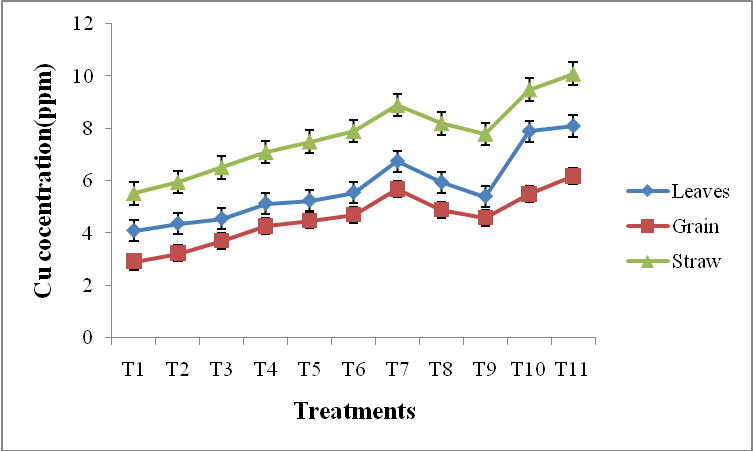 12
10
8
6
4
2
0
Cu cocentration(ppm)
T1 T2 T3 T4 T5 T6 T7 T8 T9 T10 T11
Treatments
Leaves
Grain
Straw